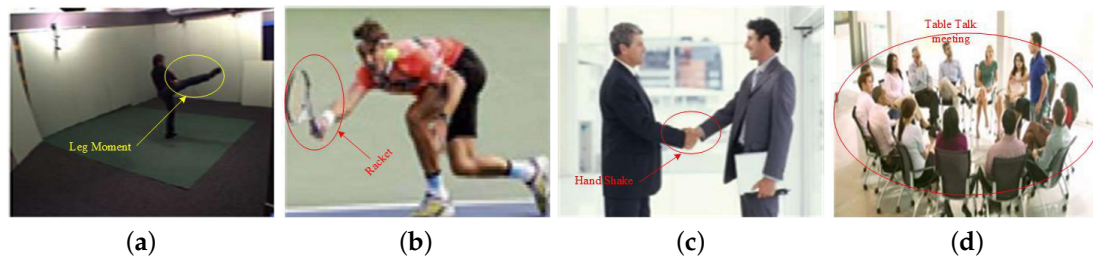 Leg Moment
Racket
Hand Shake
Table Talk
meeting
(a)
(b)
(c)
(d)